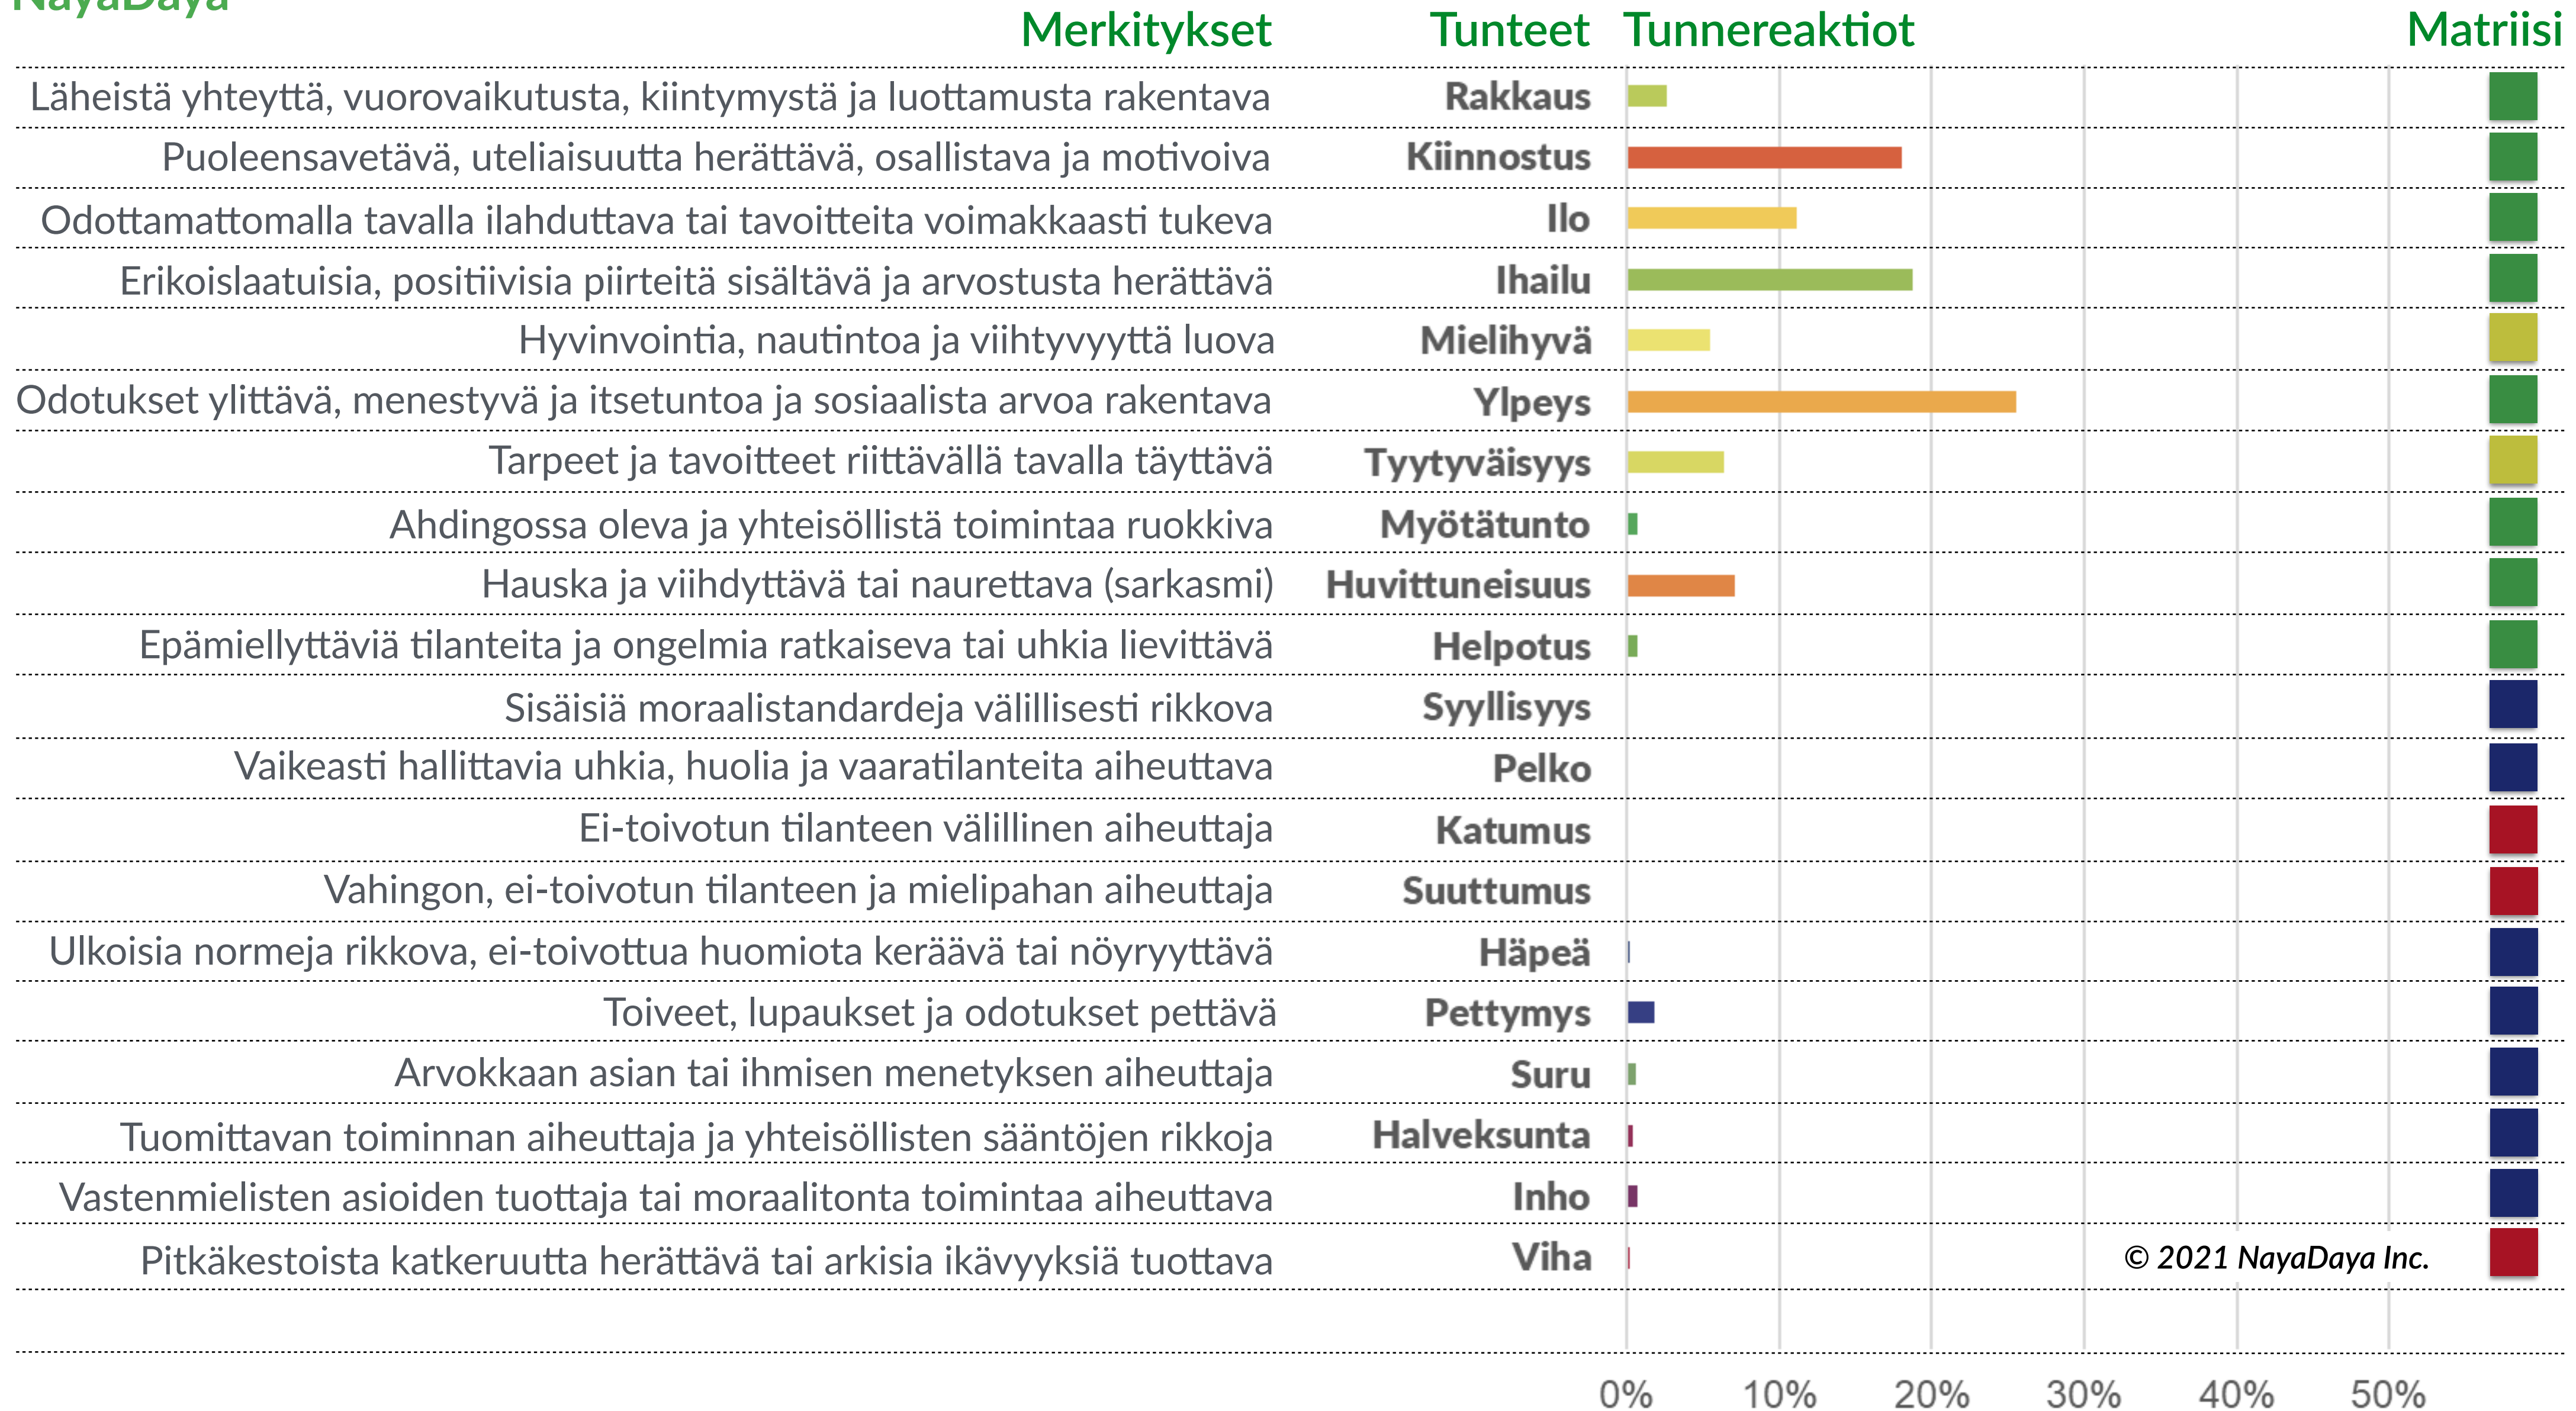 NayaDaya
Merkitykset Tunteet Tunnereaktiot Matriisi
Läheistä yhteyttä, vuorovaikutusta, kiintymystä ja luottamusta rakentava Rakkaus
Puoleensavetävä, uteliaisuutta herättävä, osallistava ja motivoiva Kiinnostus
Odottamattomalla tavalla ilahduttava tai tavoitteita voimakkaasti tukeva Ilo
Erikoislaatuisia, positiivisia piirteitä sisältävä ja arvostusta herättävä Ihailu
Hyvinvointia, nautintoa ja viihtyvyyttä luova Mielihyvä
Odotukset ylittävä, menestyvä ja itsetuntoa ja sosiaalista arvoa rakentava Ylpeys
Tarpeet ja tavoitteet riittävällä tavalla täyttävä Tyytyväisyys
Ahdingossa oleva ja yhteisöllistä toimintaa ruokkiva Myötätunto
Hauska ja viihdyttävä tai naurettava (sarkasmi) Huvittuneisuus
Epämiellyttäviä tilanteita ja ongelmia ratkaiseva tai uhkia lievittävä Helpotus
Sisäisiä moraalistandardeja välillisesti rikkova Syyllisyys
Vaikeasti hallittavia uhkia, huolia ja vaaratilanteita aiheuttava Pelko
Ei-toivotun tilanteen välillinen aiheuttaja Katumus
Vahingon, ei-toivotun tilanteen ja mielipahan aiheuttaja Suuttumus
Ulkoisia normeja rikkova, ei-toivottua huomiota keräävä tai nöyryyttävä Häpeä
Toiveet, lupaukset ja odotukset pettävä Pettymys
Arvokkaan asian tai ihmisen menetyksen aiheuttaja Suru
Tuomittavan toiminnan aiheuttaja ja yhteisöllisten sääntöjen rikkoja Halveksunta
Vastenmielisten asioiden tuottaja tai moraalitonta toimintaa aiheuttava Inho
Pitkäkestoista katkeruutta herättävä tai arkisia ikävyyksiä tuottava Viha © 2021 NayaDaya Inc.
0% 10% 20% 30% 40% 50%